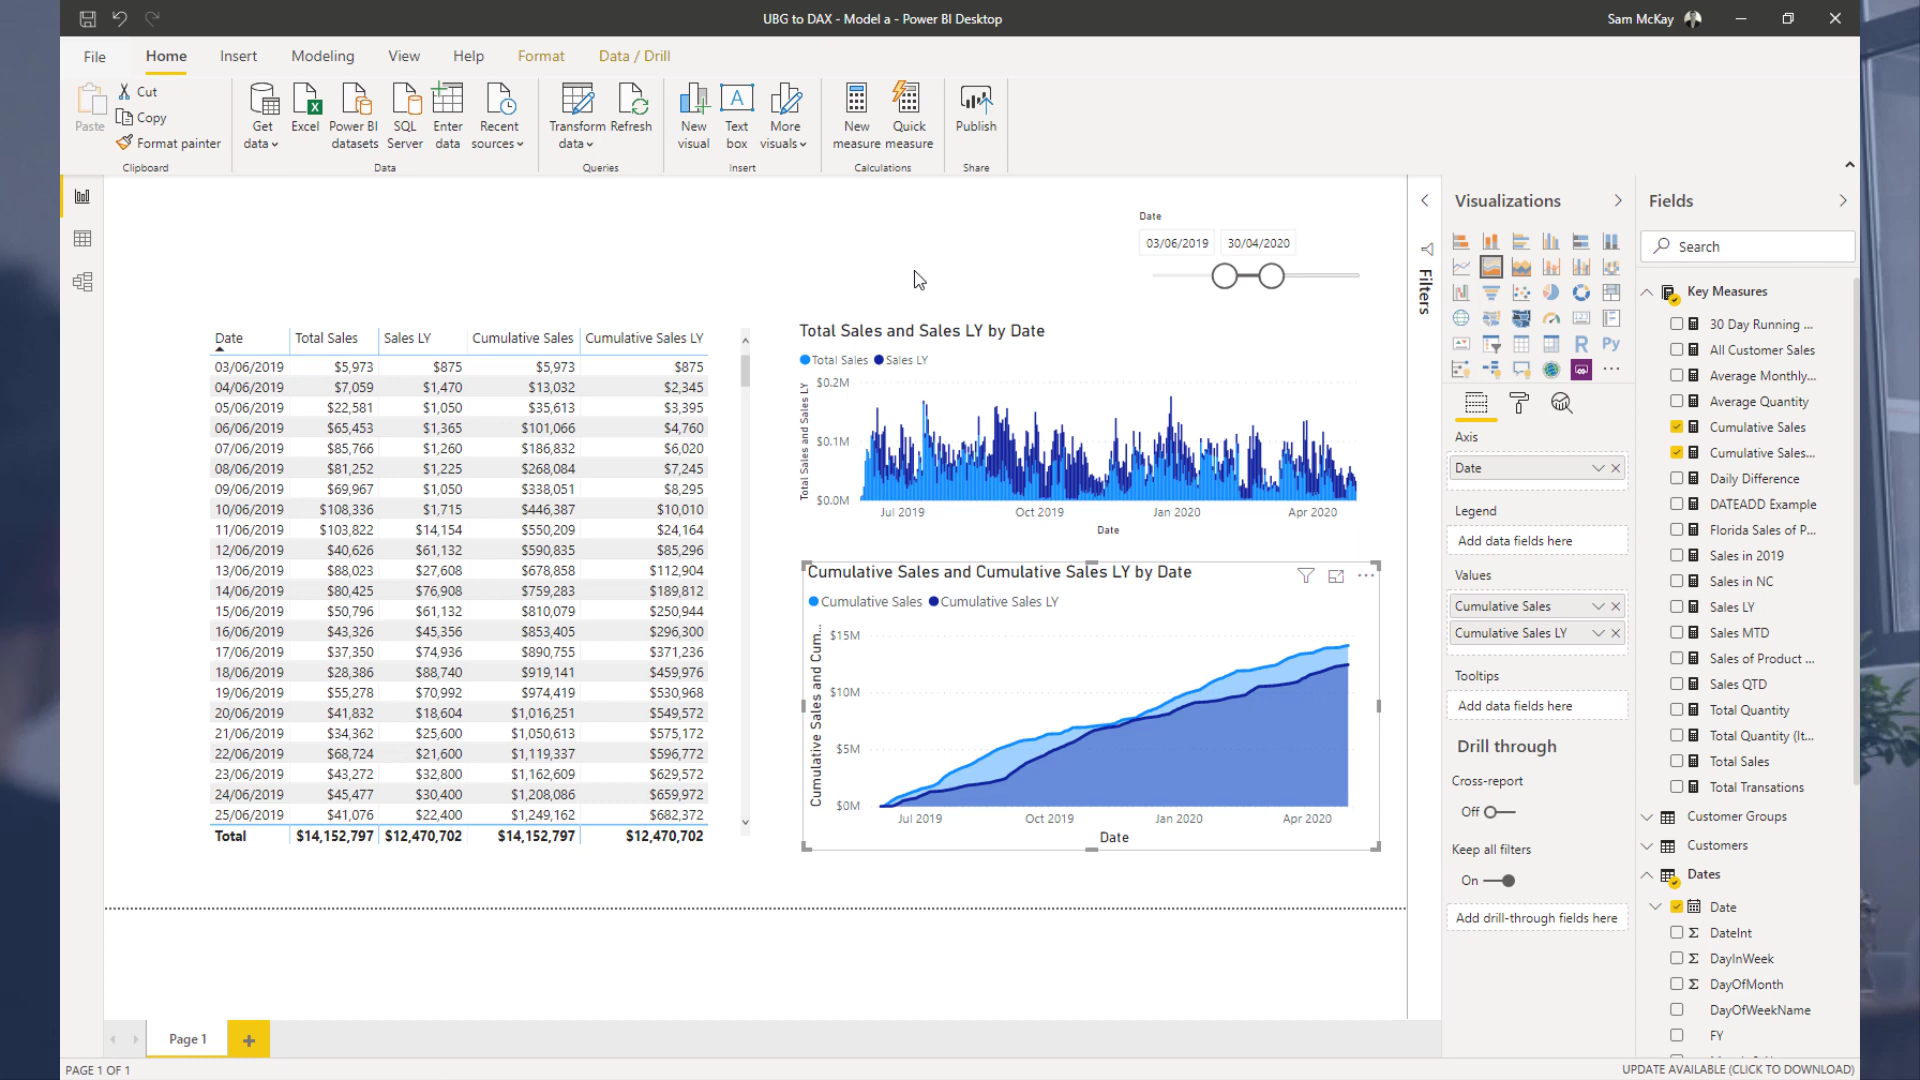 UBG to DAX - Model a - Power BI Desktop
Sam McKay
File Home Insert Modeling View Help Format Data / Drill
Paste
Cut
Copy
Format painter
Clipboard
Get data
Excel
Power BI datasets
SQL Server
Enter data
Recent sources
Data
Transform data
Refresh
Queries
New visual
Text box
More visuals
Insert
New measure
Quick measure
Calculations
Publish
Share
Date
03/06/2019 30/04/2020
Date Total Sales Sales LY Cumulative Sales Cumulative Sales LY
03/06/2019 $5,973 $875 $5,973 $875
04/06/2019 $7,059 $1,470 $13,032 $2,345
05/06/2019 $22,581 $1,050 $35,613 $3,395
06/06/2019 $65,453 $1,365 $101,066 $4,760
07/06/2019 $85,766 $1,260 $186,832 $6,020
08/06/2019 $81,252 $1,225 $268,084 $7,245
09/06/2019 $69,967 $1,050 $338,051 $8,295
10/06/2019 $108,336 $1,715 $446,387 $10,010
11/06/2019 $103,822 $14,154 $550,209 $24,164
12/06/2019 $40,626 $61,132 $590,835 $85,296
13/06/2019 $88,023 $27,608 $678,858 $112,904
14/06/2019 $80,425 $76,908 $759,283 $189,812
15/06/2019 $50,796 $61,132 $810,079 $250,944
16/06/2019 $43,326 $45,356 $853,405 $296,300
17/06/2019 $37,350 $74,936 $890,755 $371,236
18/06/2019 $28,386 $88,740 $919,141 $459,976
19/06/2019 $55,278 $70,992 $974,419 $530,968
20/06/2019 $41,832 $18,604 $1,016,251 $549,572
21/06/2019 $34,362 $25,600 $1,050,613 $575,172
22/06/2019 $68,724 $21,600 $1,119,337 $596,772
23/06/2019 $43,272 $32,800 $1,162,609 $629,572
24/06/2019 $45,477 $30,400 $1,208,086 $659,972
25/06/2019 $41,076 $22,400 $1,249,162 $682,372
Total $14,152,797 $12,470,702 $14,152,797 $12,470,702
Total Sales and Sales LY by Date
Total Sales Sales LY
Total Sales and Sales LY
$0.2M
$0.1M
$0.0M
Jul 2019 Oct 2019 Jan 2020 Apr 2020
Date
Cumulative Sales and Cumulative Sales LY by Date
Cumulative Sales Cumulative Sales LY
Cumulative Sales and Cum...
$15M
$10M
$5M
$0M
Jul 2019 Oct 2019 Jan 2020 Apr 2020
Date
Filters
Visualizations
R Py
Axis
Date
Legend
Add data fields here
Values
Cumulative Sales
Cumulative Sales LY
Tooltips
Add data fields here
Drill through
Cross-report
Off
Keep all filters
On
Add drill-through fields here
Fields
Search
Key Measures
30 Day Running ...
All Customer Sales
Average Monthly...
Average Quantity
Cumulative Sales
Cumulative Sales...
Daily Difference
DATEADD Example
Florida Sales of P...
Sales in 2019
Sales in NC
Sales LY
Sales MTD
Sales of Product ...
Sales QTD
Total Quantity
Total Quantity (It...
Total Sales
Total Transations
Customer Groups
Customers
Dates
Date
DateInt
DayInWeek
DayOfMonth
DayOfWeekName
FY
Page 1
PAGE 1 OF 1
UPDATE AVAILABLE (CLICK TO DOWNLOAD)